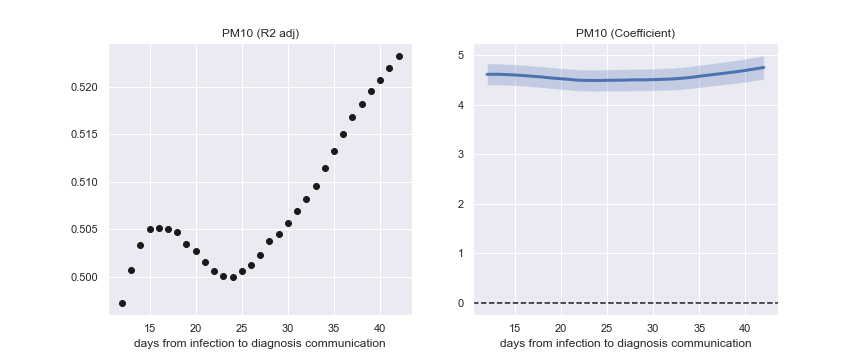 PM10 (R2 adj)
0.520
0.515
0.510
0.505
0.500
15 20 25 30 35 40
days from infection to diagnosis communication
PM10 (Coefficient)
5
4
3
2
1
0
15 20 25 30 35 40
days from infection to diagnosis communication